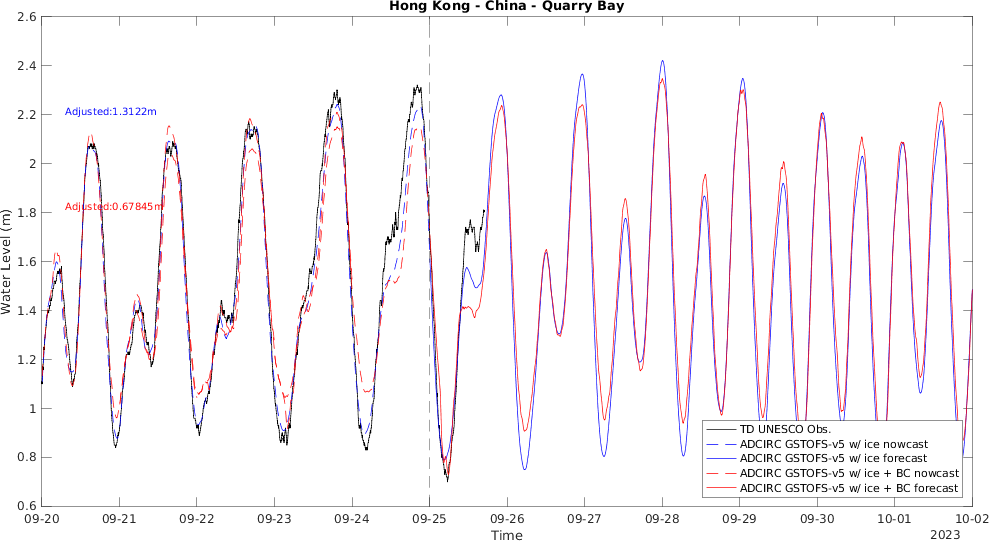 Hong Kong - China - Quarry Bay
2.6
2.4
2.2
2
1.8
1.6
1.4
1.2
1
0.8
0.6
Water Level (m)
Adjusted:1.3122m
Adjusted:0.67845m
TD UNESCO Obs.
ADCIRC GSTOFS-v5 w/ ice nowcast
ADCIRC GSTOFS-v5 w/ ice forecast
ADCIRC GSTOFS-v5 w/ ice + BC nowcast
ADCIRC GSTOFS-v5 w/ ice + BC forecast
09-20 09-21 09-22 09-23 09-24 09-25 09-26 09-27 09-28 09-29 09-30 10-01 10-02
Time
2023